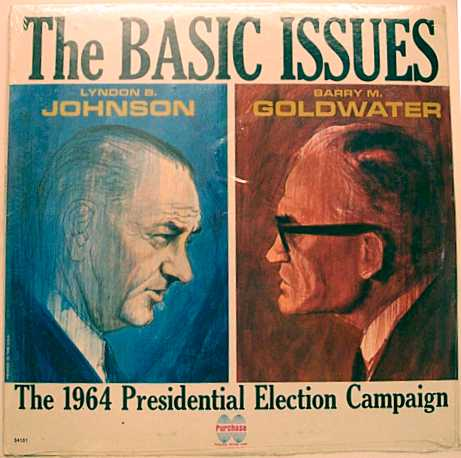 The BASIC ISSUES
LYNDON B.
JOHNSON
BARRY M.
GOLDWATER
The 1964 Presidential Election Campaign
Purchase